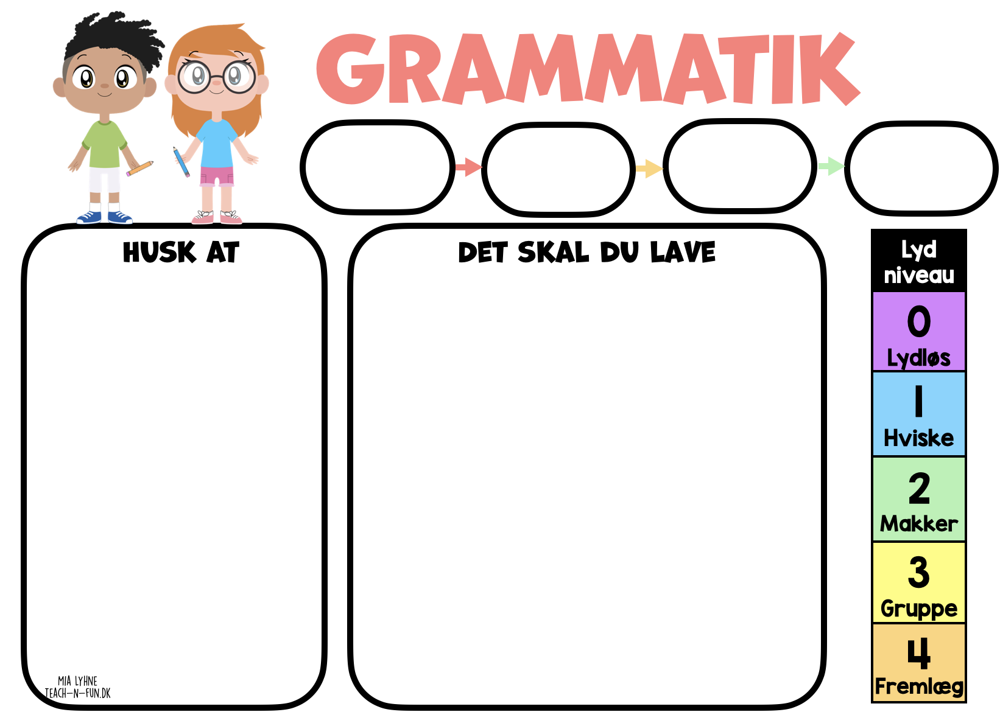 GRAMMATIK
HUSK AT
DET SKAL DU LAVE
Lyd
niveau
0
Lydløs
1
Hviske
2
Makker
3
Gruppe
4
Fremlæg
MIA LYHNE
TEACH-N-FUN.DK